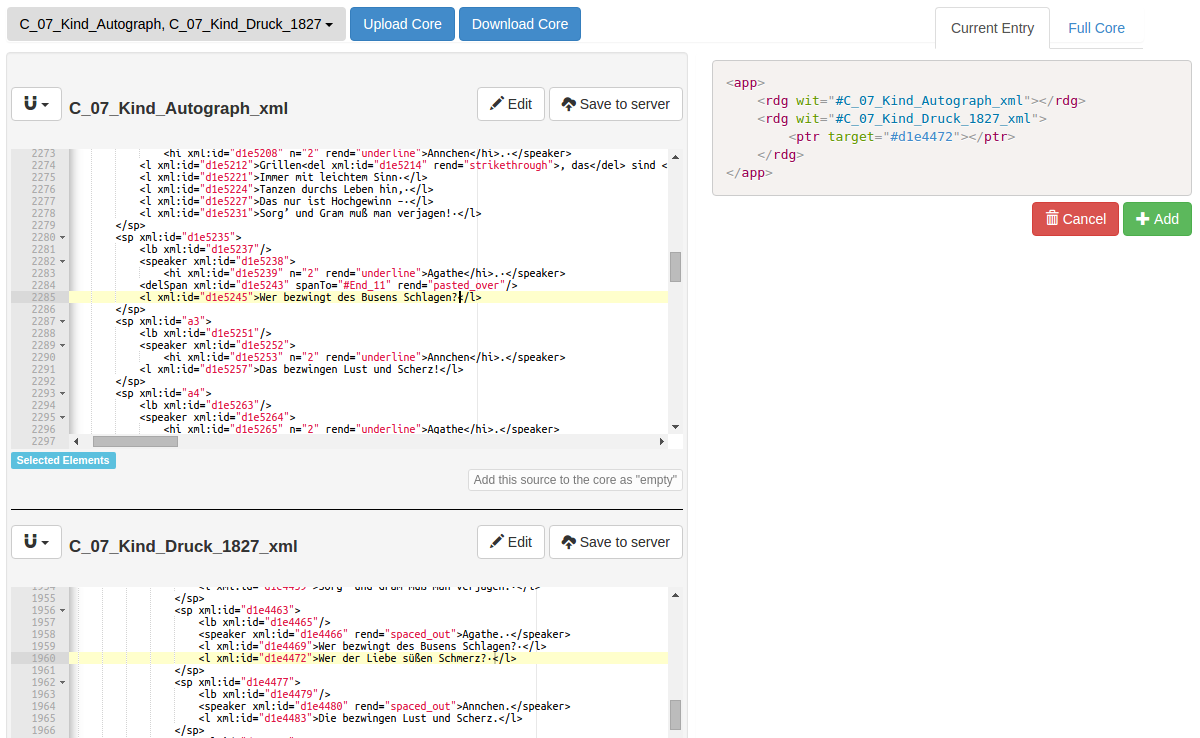 C_07_Kind_Autograph, C_07_Kind_Druck_1827
Upload Core
Download Core
Current Entry
Full Core
C_07_Kind_Autograph_xml
Edit
Save to server
2273 <hi xml:id="d1e5208" n="2" rend="underline">Annchen</hi>.·</speaker>
2274 <l xml:id="d1e5212">Grillen<del xml:id="d1e5214" rend="strikethrough">, das</del> sind <
2275 <l xml:id="d1e5221">Immer mit leichtem Sinn·</l>
2276 <l xml:id="d1e5224">Tanzen durchs Leben hin,·</l>
2277 <l xml:id="d1e5227">Das nur ist Hochgewinn –·</l>
2278 <l xml:id="d1e5231">Sorg’ und Gram muß man verjagen!·</l>
2279 </sp>
2280 <sp xml:id="d1e5235">
2281 <lb xml:id="d1e5237"/>
2282 <speaker xml:id="d1e5238">
2283 <hi xml:id="d1e5239" n="2" rend="underline">Agathe</hi>.·</speaker>
2284 <delSpan xml:id="d1e5243" spanTo="#End_11" rend="pasted_over"/>
2285 <l xml:id="d1e5245">Wer bezwingt des Busens Schlagen?</l>
2286 </sp>
2287 <sp xml:id="a3">
2288 <lb xml:id="d1e5251"/>
2289 <speaker xml:id="d1e5252">
2290 <hi xml:id="d1e5253" n="2" rend="underline">Annchen</hi>.</speaker>
2291 <l xml:id="d1e5257">Das bezwingen Lust und Scherz!</l>
2292 </sp>
2293 <sp xml:id="a4">
2294 <lb xml:id="d1e5263"/>
2295 <speaker xml:id="d1e5264">
2296 <hi xml:id="d1e5265" n="2" rend="underline">Agathe</hi>.</speaker>
2297
Selected Elements
Add this source to the core as "empty"
C_07_Kind_Druck_1827_xml
Edit
Save to server
1954 <l xml:id="d1e4459">Sorg’ und Gram muß man verjagen.·</l>
1955 </sp>
1956 <sp xml:id="d1e4463">
1957 <lb xml:id="d1e4465"/>
1958 <speaker xml:id="d1e4466" rend="spaced_out">Agathe.·</speaker>
1959 <l xml:id="d1e4469">Wer bezwingt des Busens Schlagen?·</l>
1960 <l xml:id="d1e4472">Wer der Liebe süßen Schmerz?·</l>
1961 </sp>
1962 <sp xml:id="d1e4477">
1963 <lb xml:id="d1e4479"/>
1964 <speaker xml:id="d1e4480" rend="spaced_out">Annchen.</speaker>
1965 <l xml:id="d1e4483">Die bezwingen Lust und Scherz.</l>
1966 </sp>
<app>
<rdg wit="#C_07_Kind_Autograph_xml"></rdg>
<rdg wit="#C_07_Kind_Druck_1827_xml">
<ptr target="#d1e4472"></ptr>
</rdg>
</app>
Cancel
Add